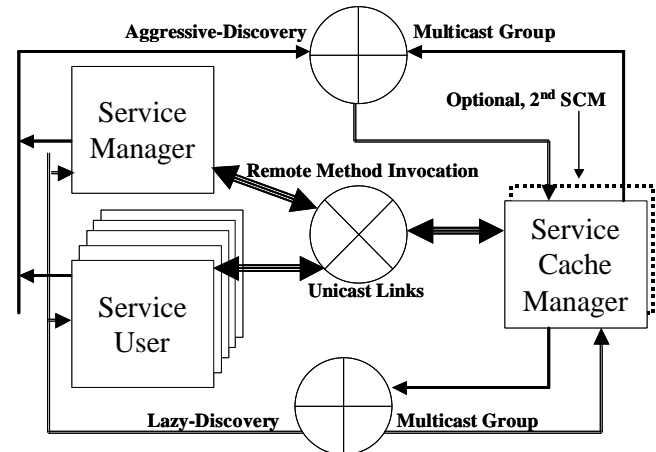 Aggressive-Discovery Multicast Group
Optional, 2nd SCM
Service
Manager
Remote Method Invocation
Service
Cache
Manager
Unicast Links
Service
User
Lazy-Discovery Multicast Group